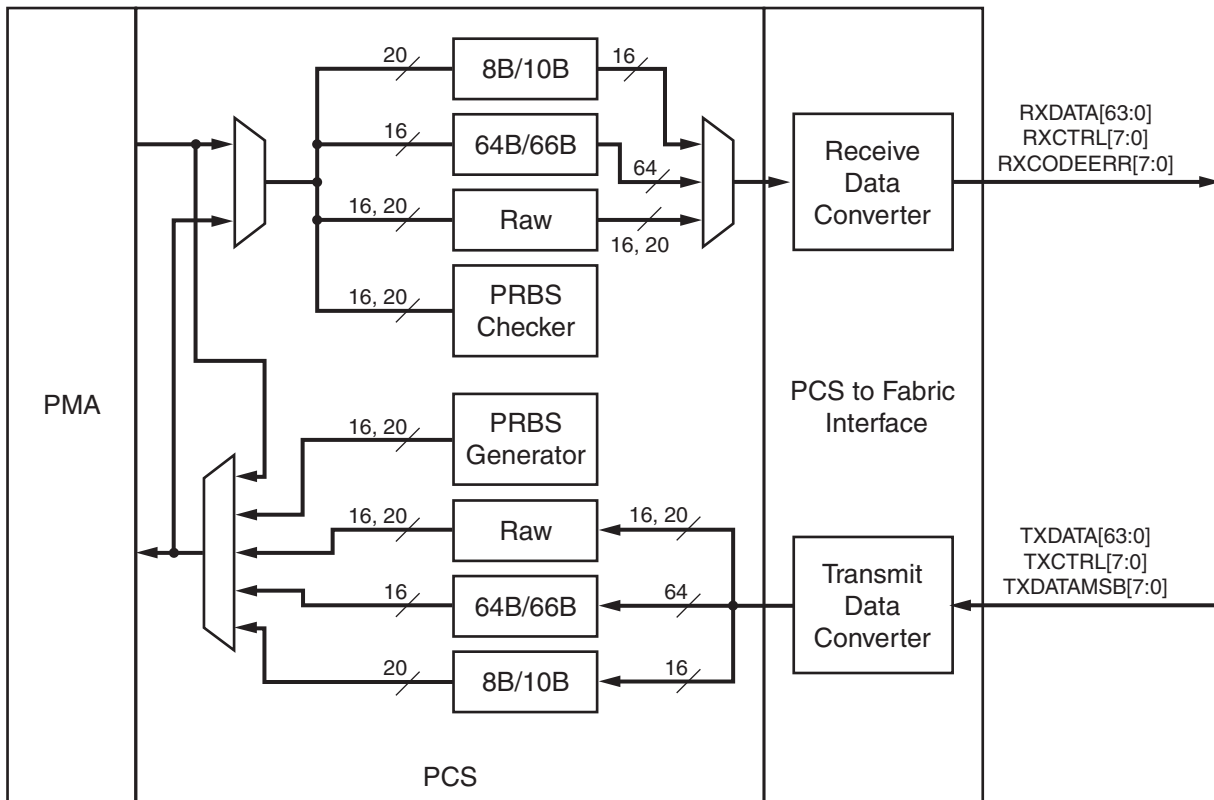 20
8B/10B
16
16
64B/66B
64
16, 20
Raw
16, 20
16, 20
PRBS
Checker
Receive
Data
Converter
RXDATA[63:0]
RXCTRL[7:0]
RXCODEERR[7:0]
PMA
PCS to Fabric
Interface
16, 20
PRBS
Generator
16, 20
Raw
16, 20
16
64B/66B
64
20
8B/10B
16
Transmit
Data
Converter
TXDATA[63:0]
TXCTRL[7:0]
TXDATAMSB[7:0]
PCS